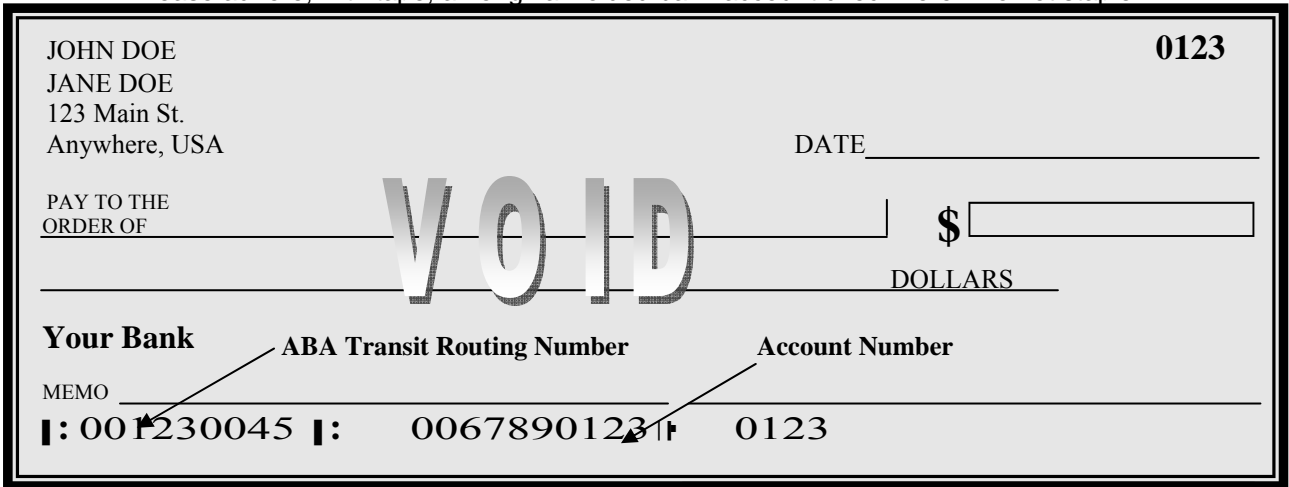 JOHN DOE
0123
JANE DOE
123 Main St.
Anywhere, USA
DATE
PAY TO THE
ORDER OF
$
VOID
DOLLARS
Your Bank
ABA Transit Routing Number
Account Number
MEMO
001230045
0067890123
0123